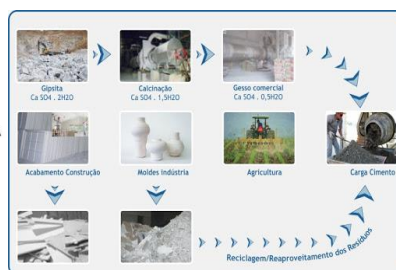 Gipsita
Ca SO4 . 2H2O
Calcinação
Ca SO4 . 1,5H2O
Gesso comercial
Ca SO4 . 0,5H2O
Acabamento Construção
Moldes Indústria
Agricultura
Carga Cimento
Reciclagem/Reaproveitamento dos Resíduos